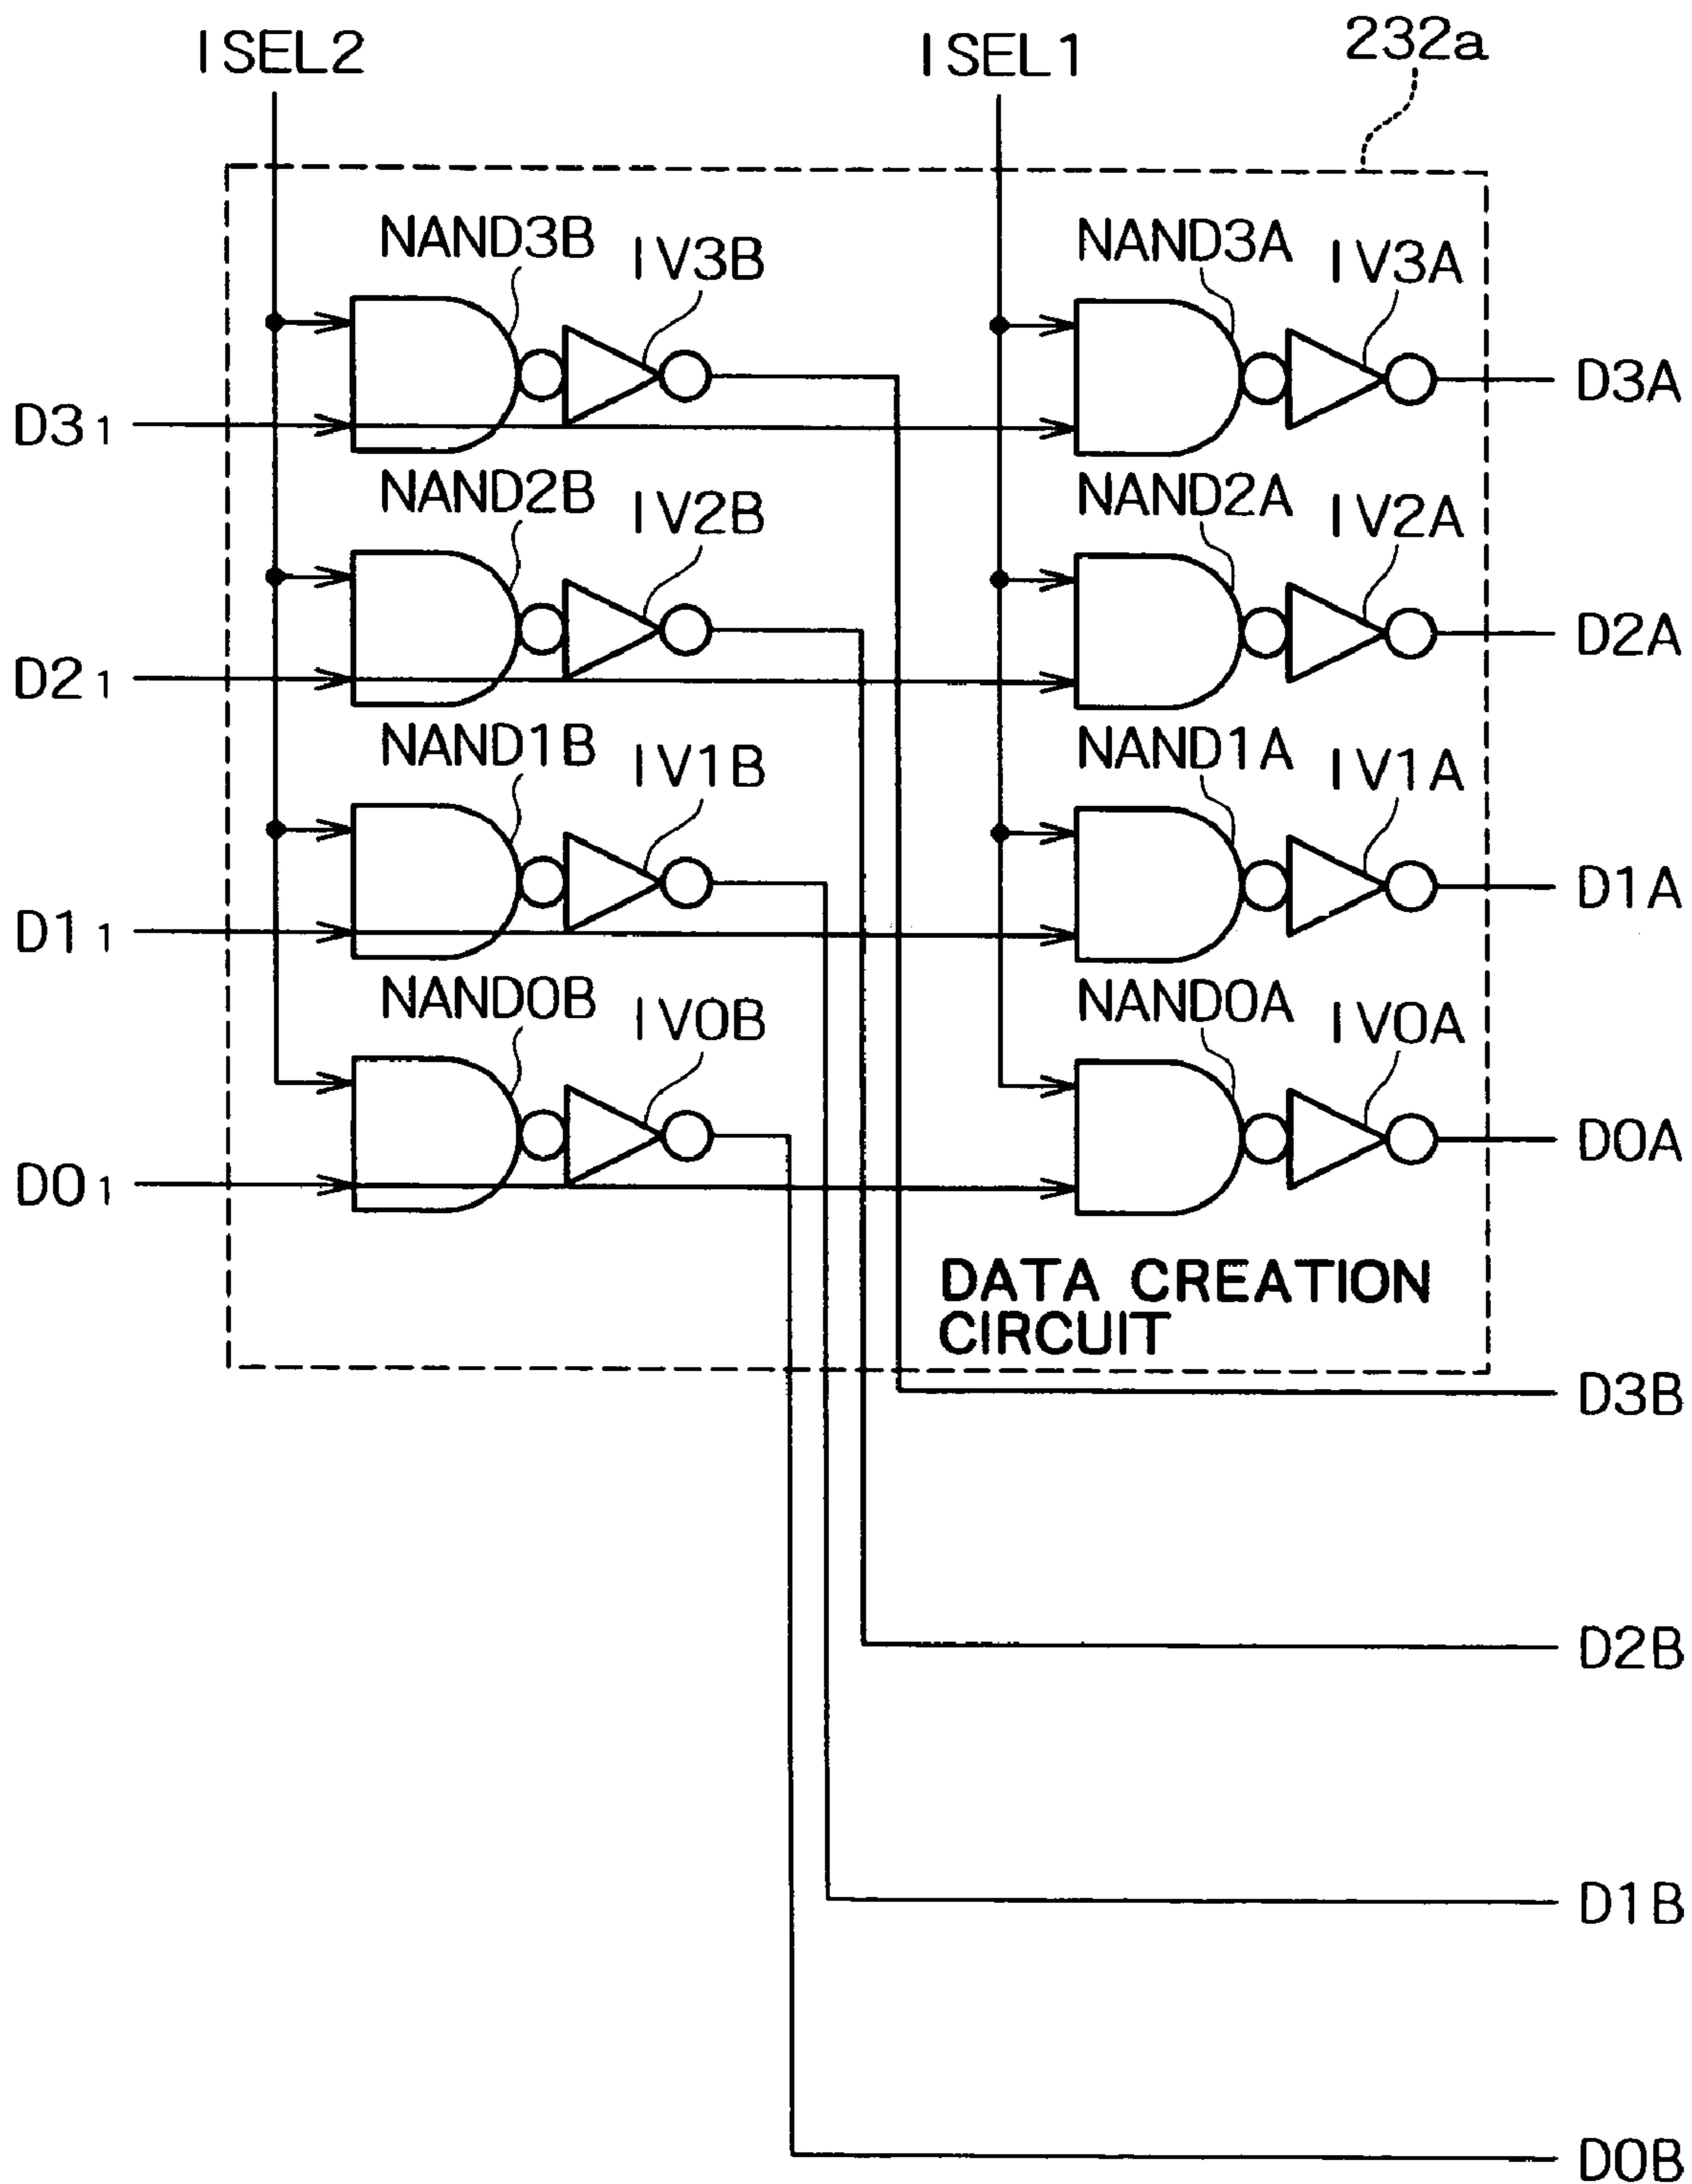 ISEL2
ISEL1
232a
NAND3B
IV3B
NAND3A
IV3A
D3₁
D3A
NAND2B
IV2B
NAND2A
IV2A
D2₁
D2A
NAND1B
IV1B
NAND1A
IV1A
D1₁
D1A
NAND0B
IV0B
NAND0A
IV0A
D0₁
D0A
DATA CREATION
CIRCUIT
D3B
D2B
D1B
D0B